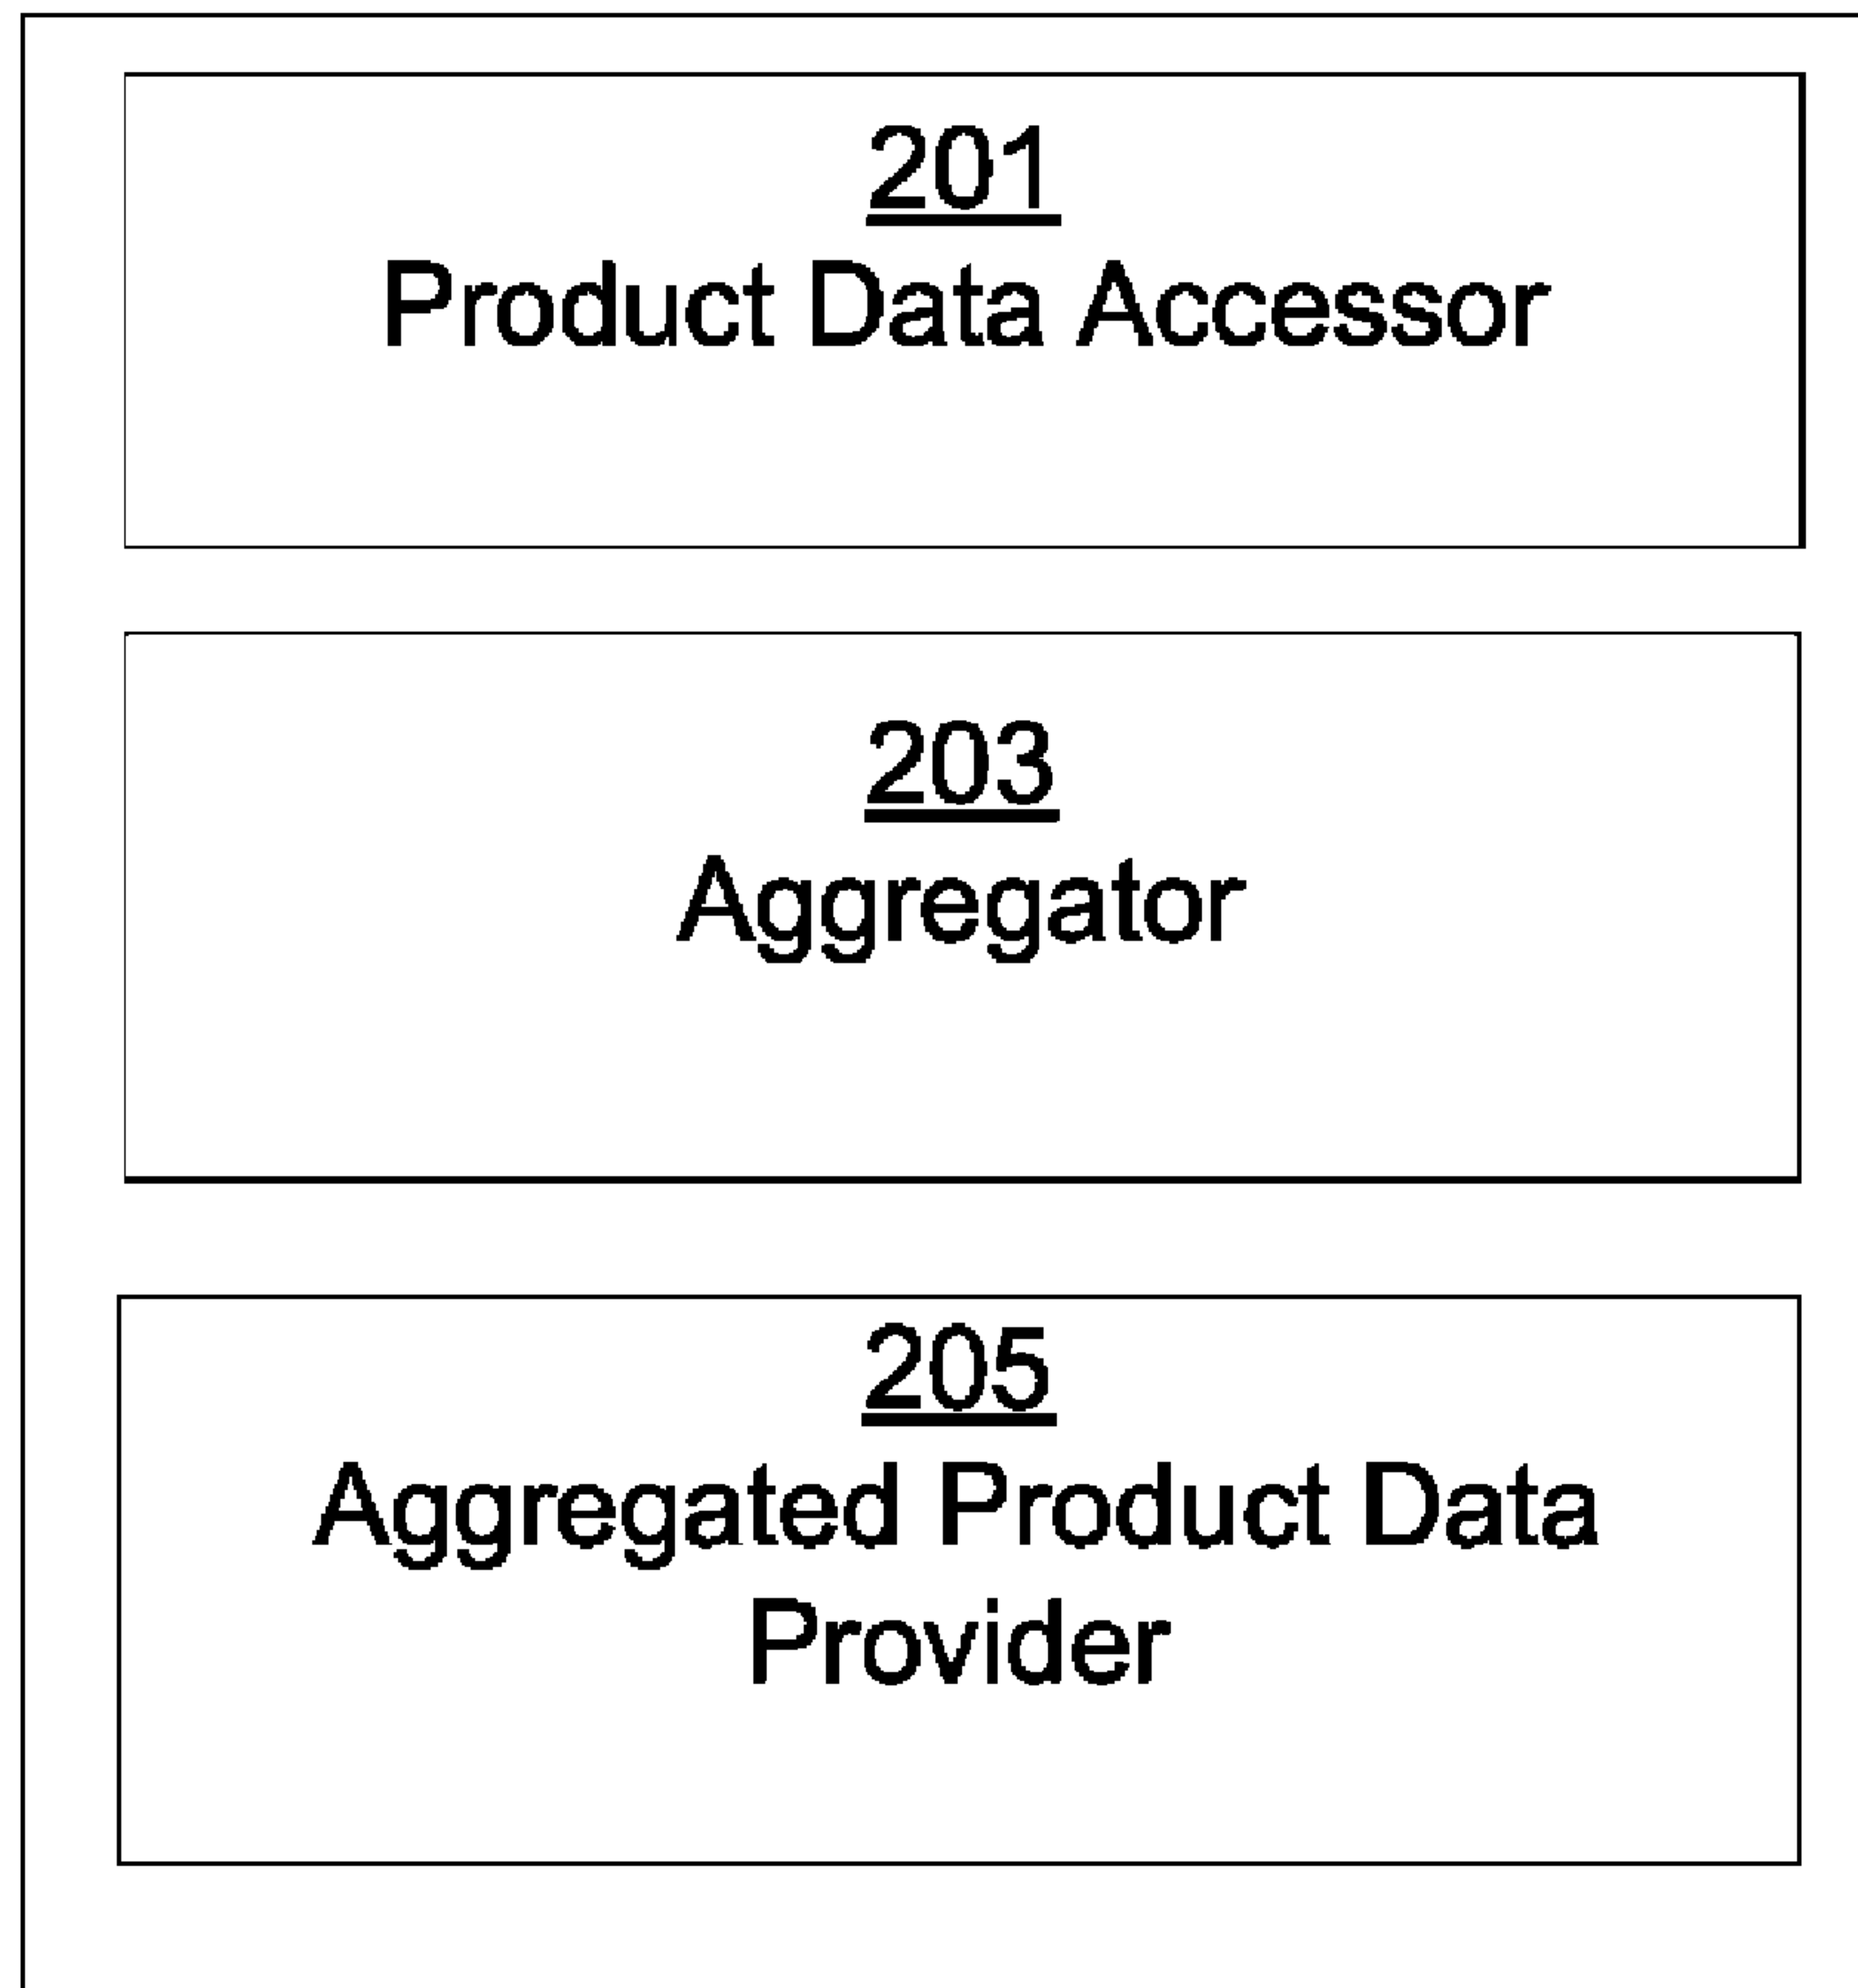 201
Product Data Accessor
203
Aggregator
205
Aggregated Product Data
Provider